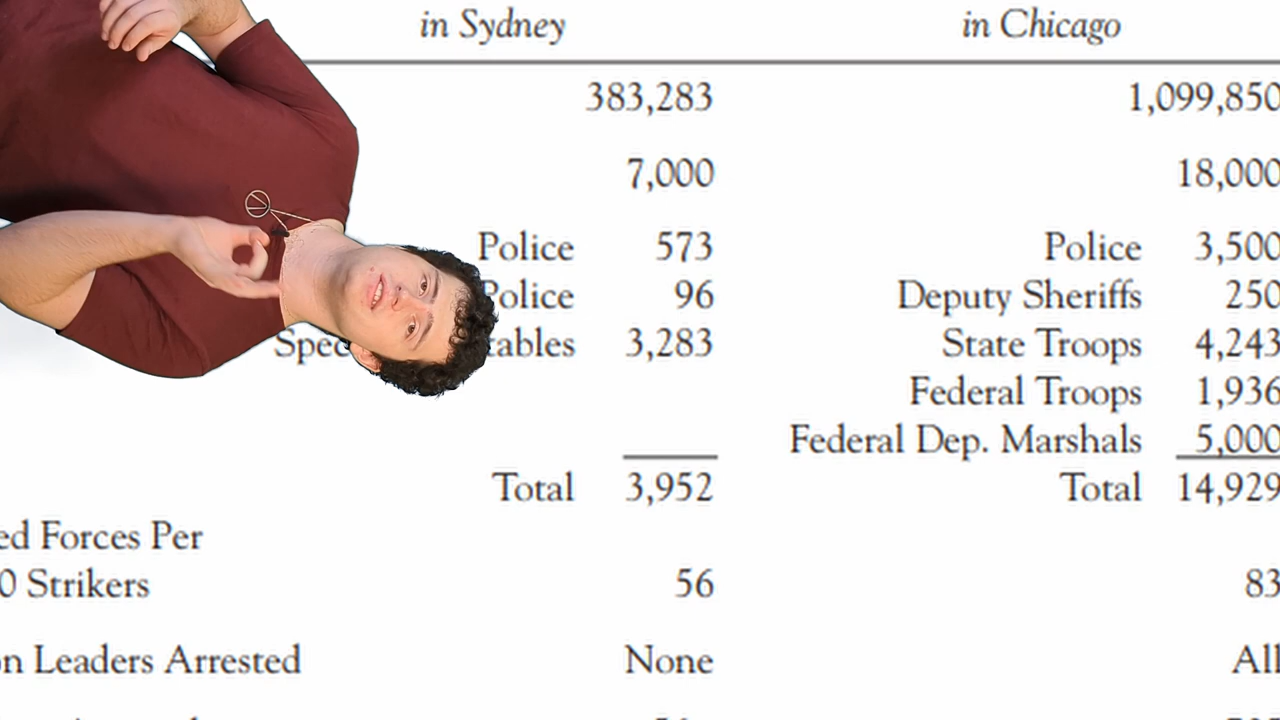 in Sydney in Chicago
383,283 1,099,850
7,000 18,000
Police 573 Police 3,500
Police 96 Deputy Sheriffs 250
3,283 State Troops 4,243
Federal Troops 1,936
Federal Dep. Marshals 5,000
Total 3,952 Total 14,929
Forces Per
Strikers 56 83
Leaders Arrested None All